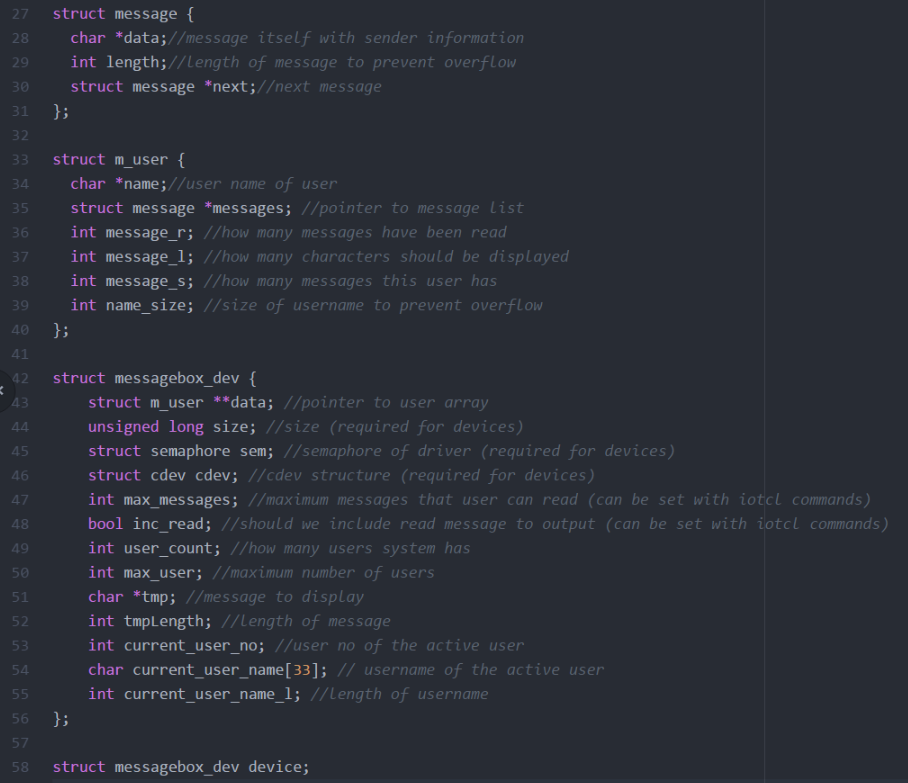 27 struct message {
28 char *data;//message itself with sender information
29 int length;//length of message to prevent overflow
30 struct message *next;//next message
31 };
32
33 struct m_user {
34 char *name;//user name of user
35 struct message *messages; //pointer to message list
36 int message_r; //how many messages have been read
37 int message_l; //how many characters should be displayed
38 int message_s; //how many messages this user has
39 int name_size; //size of username to prevent overflow
40 };
41
42 struct messagebox_dev {
43 struct m_user **data; //pointer to user array
44 unsigned long size; //size (required for devices)
45 struct semaphore sem; //semaphore of driver (required for devices)
46 struct cdev cdev; //cdev structure (required for devices)
47 int max_messages; //maximum messages that user can read (can be set with iotcl commands)
48 bool inc_read; //should we include read message to output (can be set with iotcl commands)
49 int user_count; //how many users system has
50 int max_user; //maximum number of users
51 char *tmp; //message to display
52 int tmpLength; //length of message
53 int current_user_no; //user no of the active user
54 char current_user_name[33]; // username of the active user
55 int current_user_name_l; //length of username
56 };
57
58 struct messagebox_dev device;